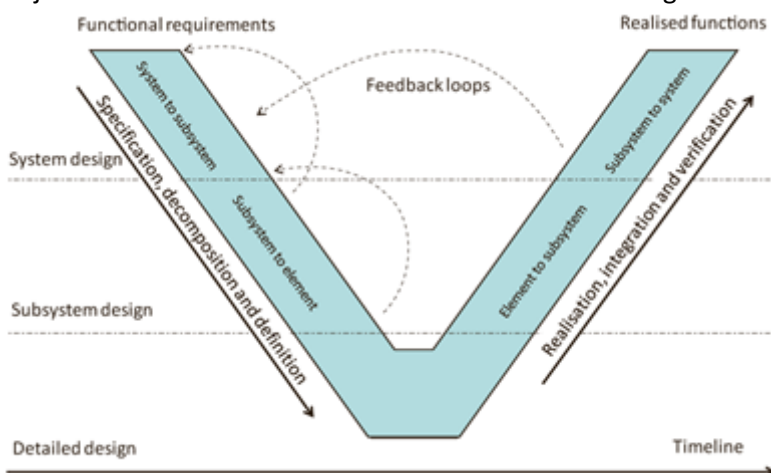 Functional requirements
Realised functions
System to subsystem
Feedback loops
Subsystem to system
Specification, decomposition and definition
System design
Subsystem to element
Element to subsystem
Realisation, integration and verification
Subsystem design
Detailed design
Timeline